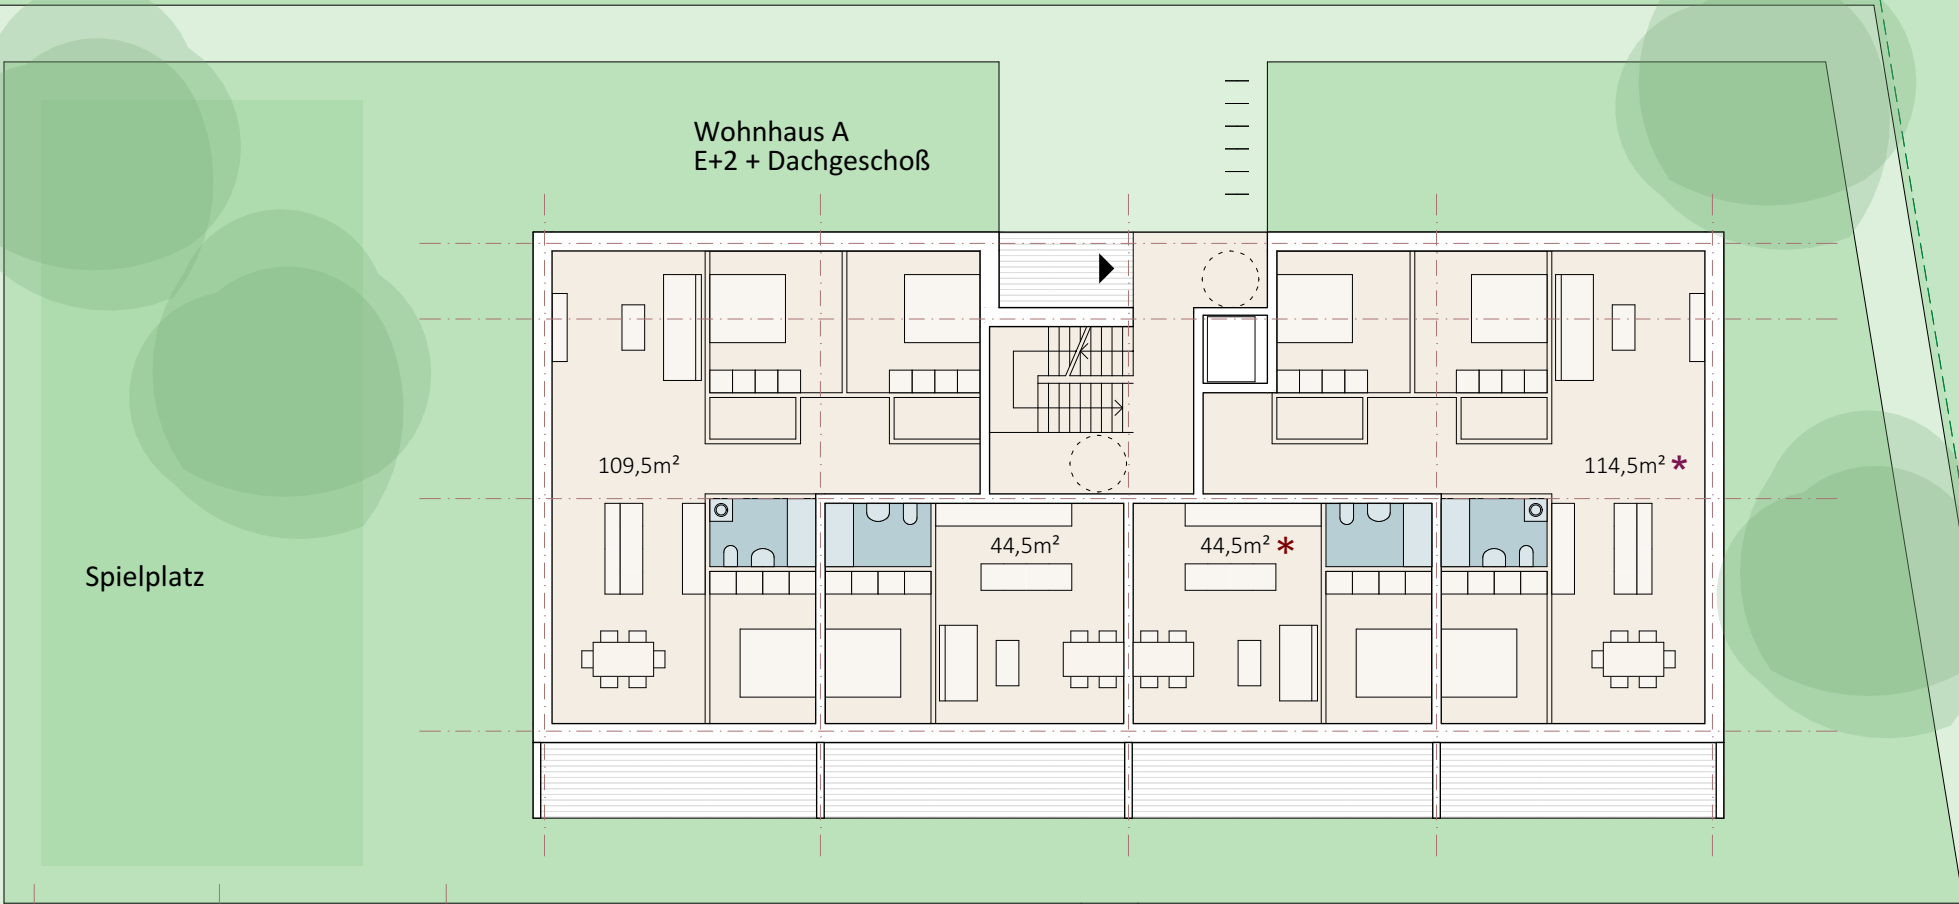 Wohnhaus A
E+2 + Dachgeschoß
109,5m²
114,5m² *
44,5m²
44,5m² *
Spielplatz